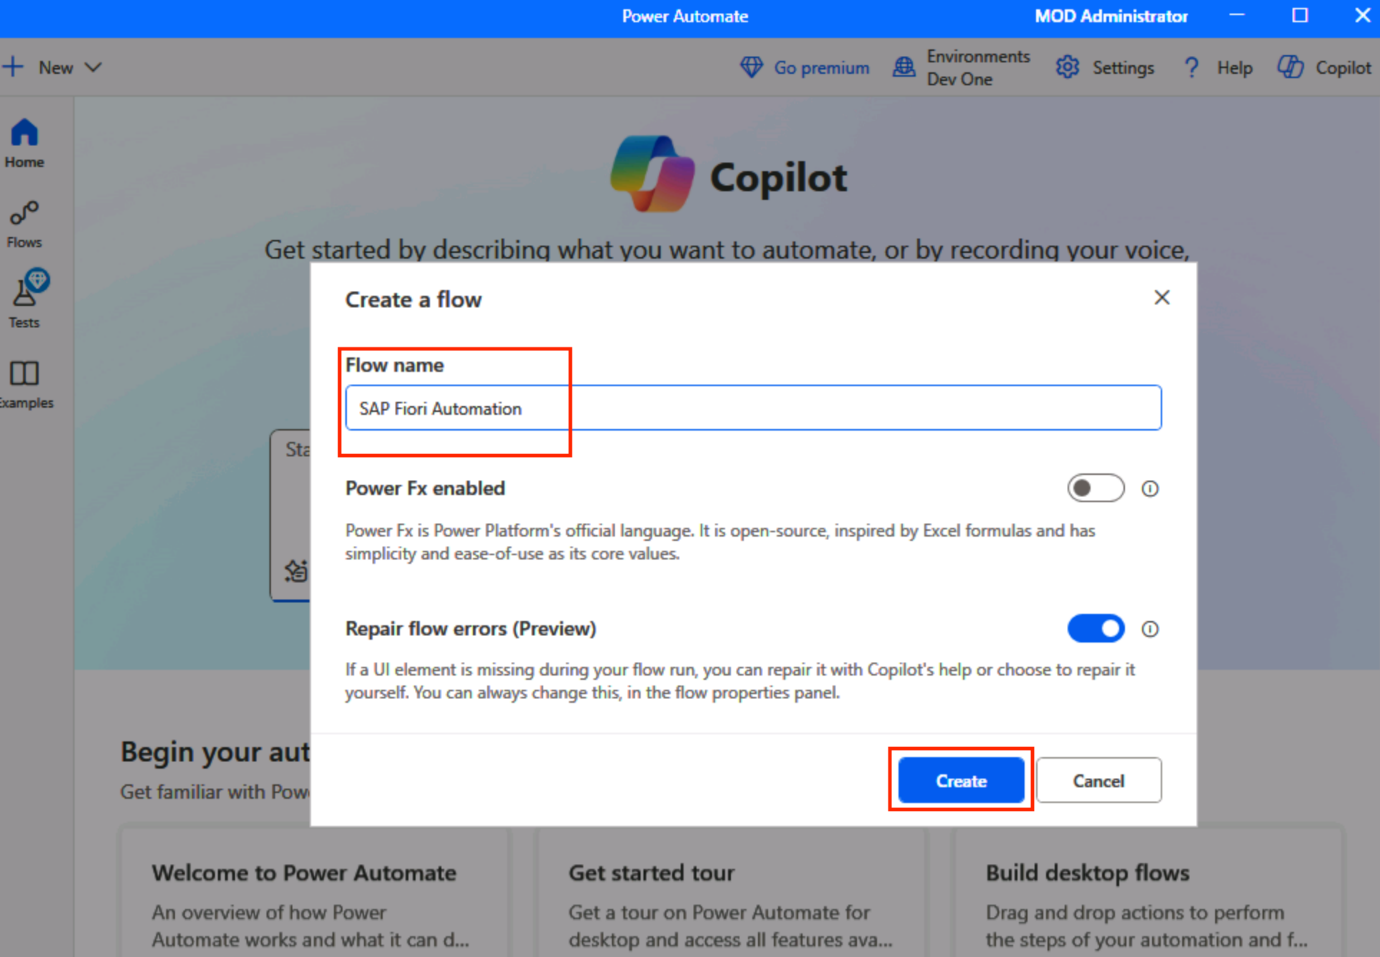 Power Automate
MOD Administrator
New
Go premium
Environments
Dev One
Settings
Help
Copilot
Home
Flows
Tests
Examples
Copilot
Get started by describing what you want to automate, or by recording your voice,
Sta
Create a flow
Flow name
SAP Fiori Automation
Power Fx enabled
Power Fx is Power Platform's official language. It is open-source, inspired by Excel formulas and has
simplicity and ease-of-use as its core values.
Repair flow errors (Preview)
If a UI element is missing during your flow run, you can repair it with Copilot's help or choose to repair it
yourself. You can always change this, in the flow properties panel.
Create
Cancel
Begin your aut
Get familiar with Pow
Welcome to Power Automate
An overview of how Power
Automate works and what it can d...
Get started tour
Get a tour on Power Automate for
desktop and access all features ava...
Build desktop flows
Drag and drop actions to perform
the steps of your automation and f...